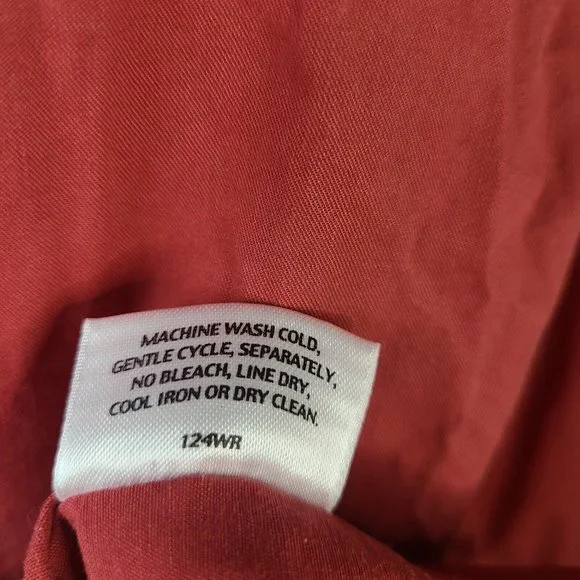 MACHINE WASH COLD,
GENTLE CYCLE, SEPARATELY,
NO BLEACH, LINE DRY,
COOL IRON OR DRY CLEAN.
124WR